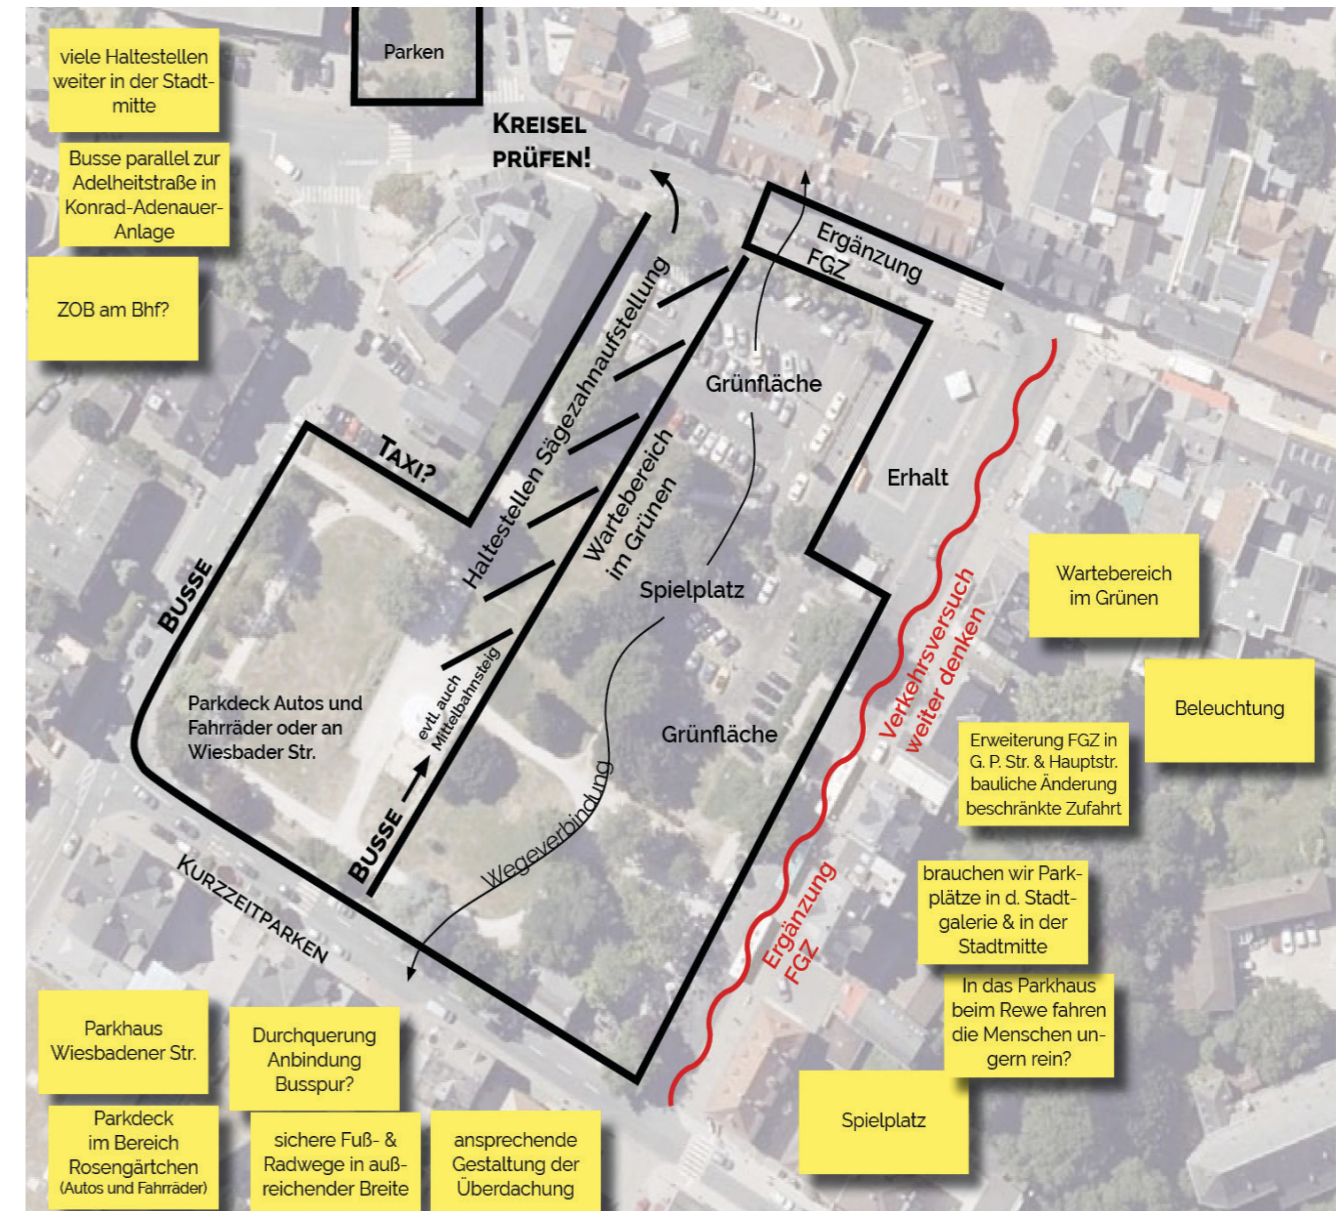 viele Haltestellen
weiter in der Stadt-
mitte
Busse parallel zur
Adelheitstraße in
Konrad-Adenauer-
Anlage
ZOB am Bhf?
Parken
KREISEL
PRÜFEN!
Ergänzung
FGZ
Haltestellen Sägezahnaufstellung
Wartebereich
im Grünen
Grünfläche
TAXI?
Erhalt
BUSSE
Spielplatz
Verkehrsversuch
weiter denken
Parkdeck Autos und
Fahrräder oder an
Wiesbader Str.
evtl. auch
Mittelbahnsteig
Grünfläche
BUSSE
Wegeverbindung
KURZZEITPARKEN
Ergänzung
FGZ
Wartebereich
im Grünen
Beleuchtung
Erweiterung FGZ in
G. P. Str. & Hauptstr.
bauliche Änderung
beschränkte Zufahrt
brauchen wir Park-
plätze in d. Stadt-
galerie & in der
Stadtmitte
In das Parkhaus
beim Rewe fahren
die Menschen un-
gern rein?
Spielplatz
Parkhaus
Wiesbadener Str.
Durchquerung
Anbindung
Busspur?
Parkdeck
im Bereich
Rosengärtchen
(Autos und Fahrräder)
sichere Fuß- &
Radwege in auß-
reichender Breite
ansprechende
Gestaltung der
Überdachung